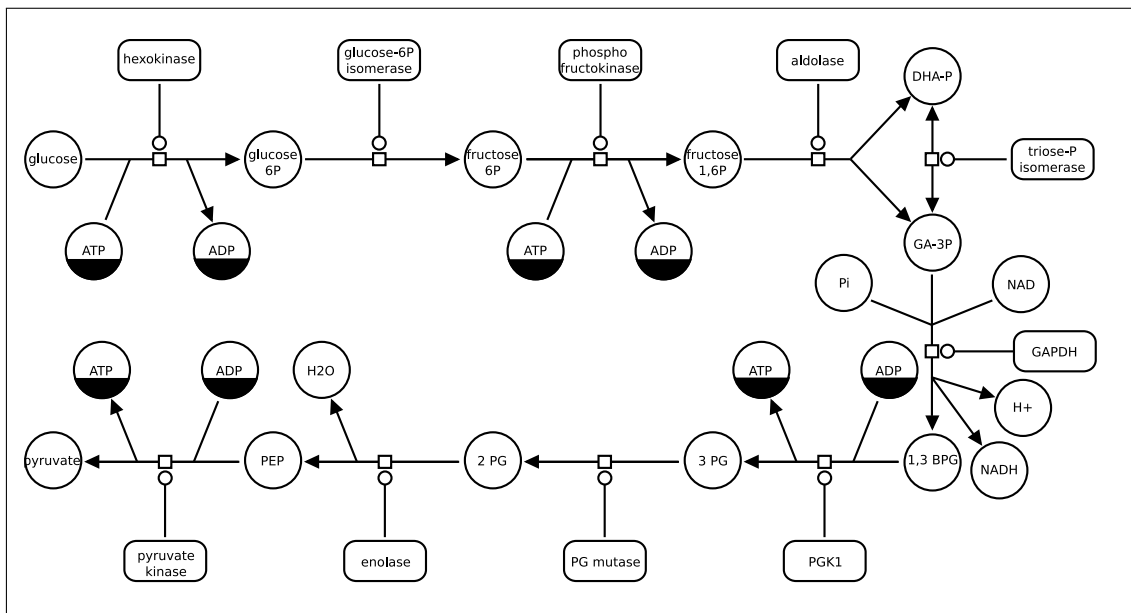 hexokinase
glucose-6P
isomerase
phospho
fructokinase
aldolase
DHA-P
glucose
glucose
6P
fructose
6P
fructose
1,6P
triose-P
isomerase
ATP
ADP
ATP
ADP
GA-3P
Pi
NAD
GAPDH
ATP
ADP
H2O
ATP
ADP
H+
pyruvate
PEP
2 PG
3 PG
1,3 BPG
NADH
pyruvate
kinase
enolase
PG mutase
PGK1